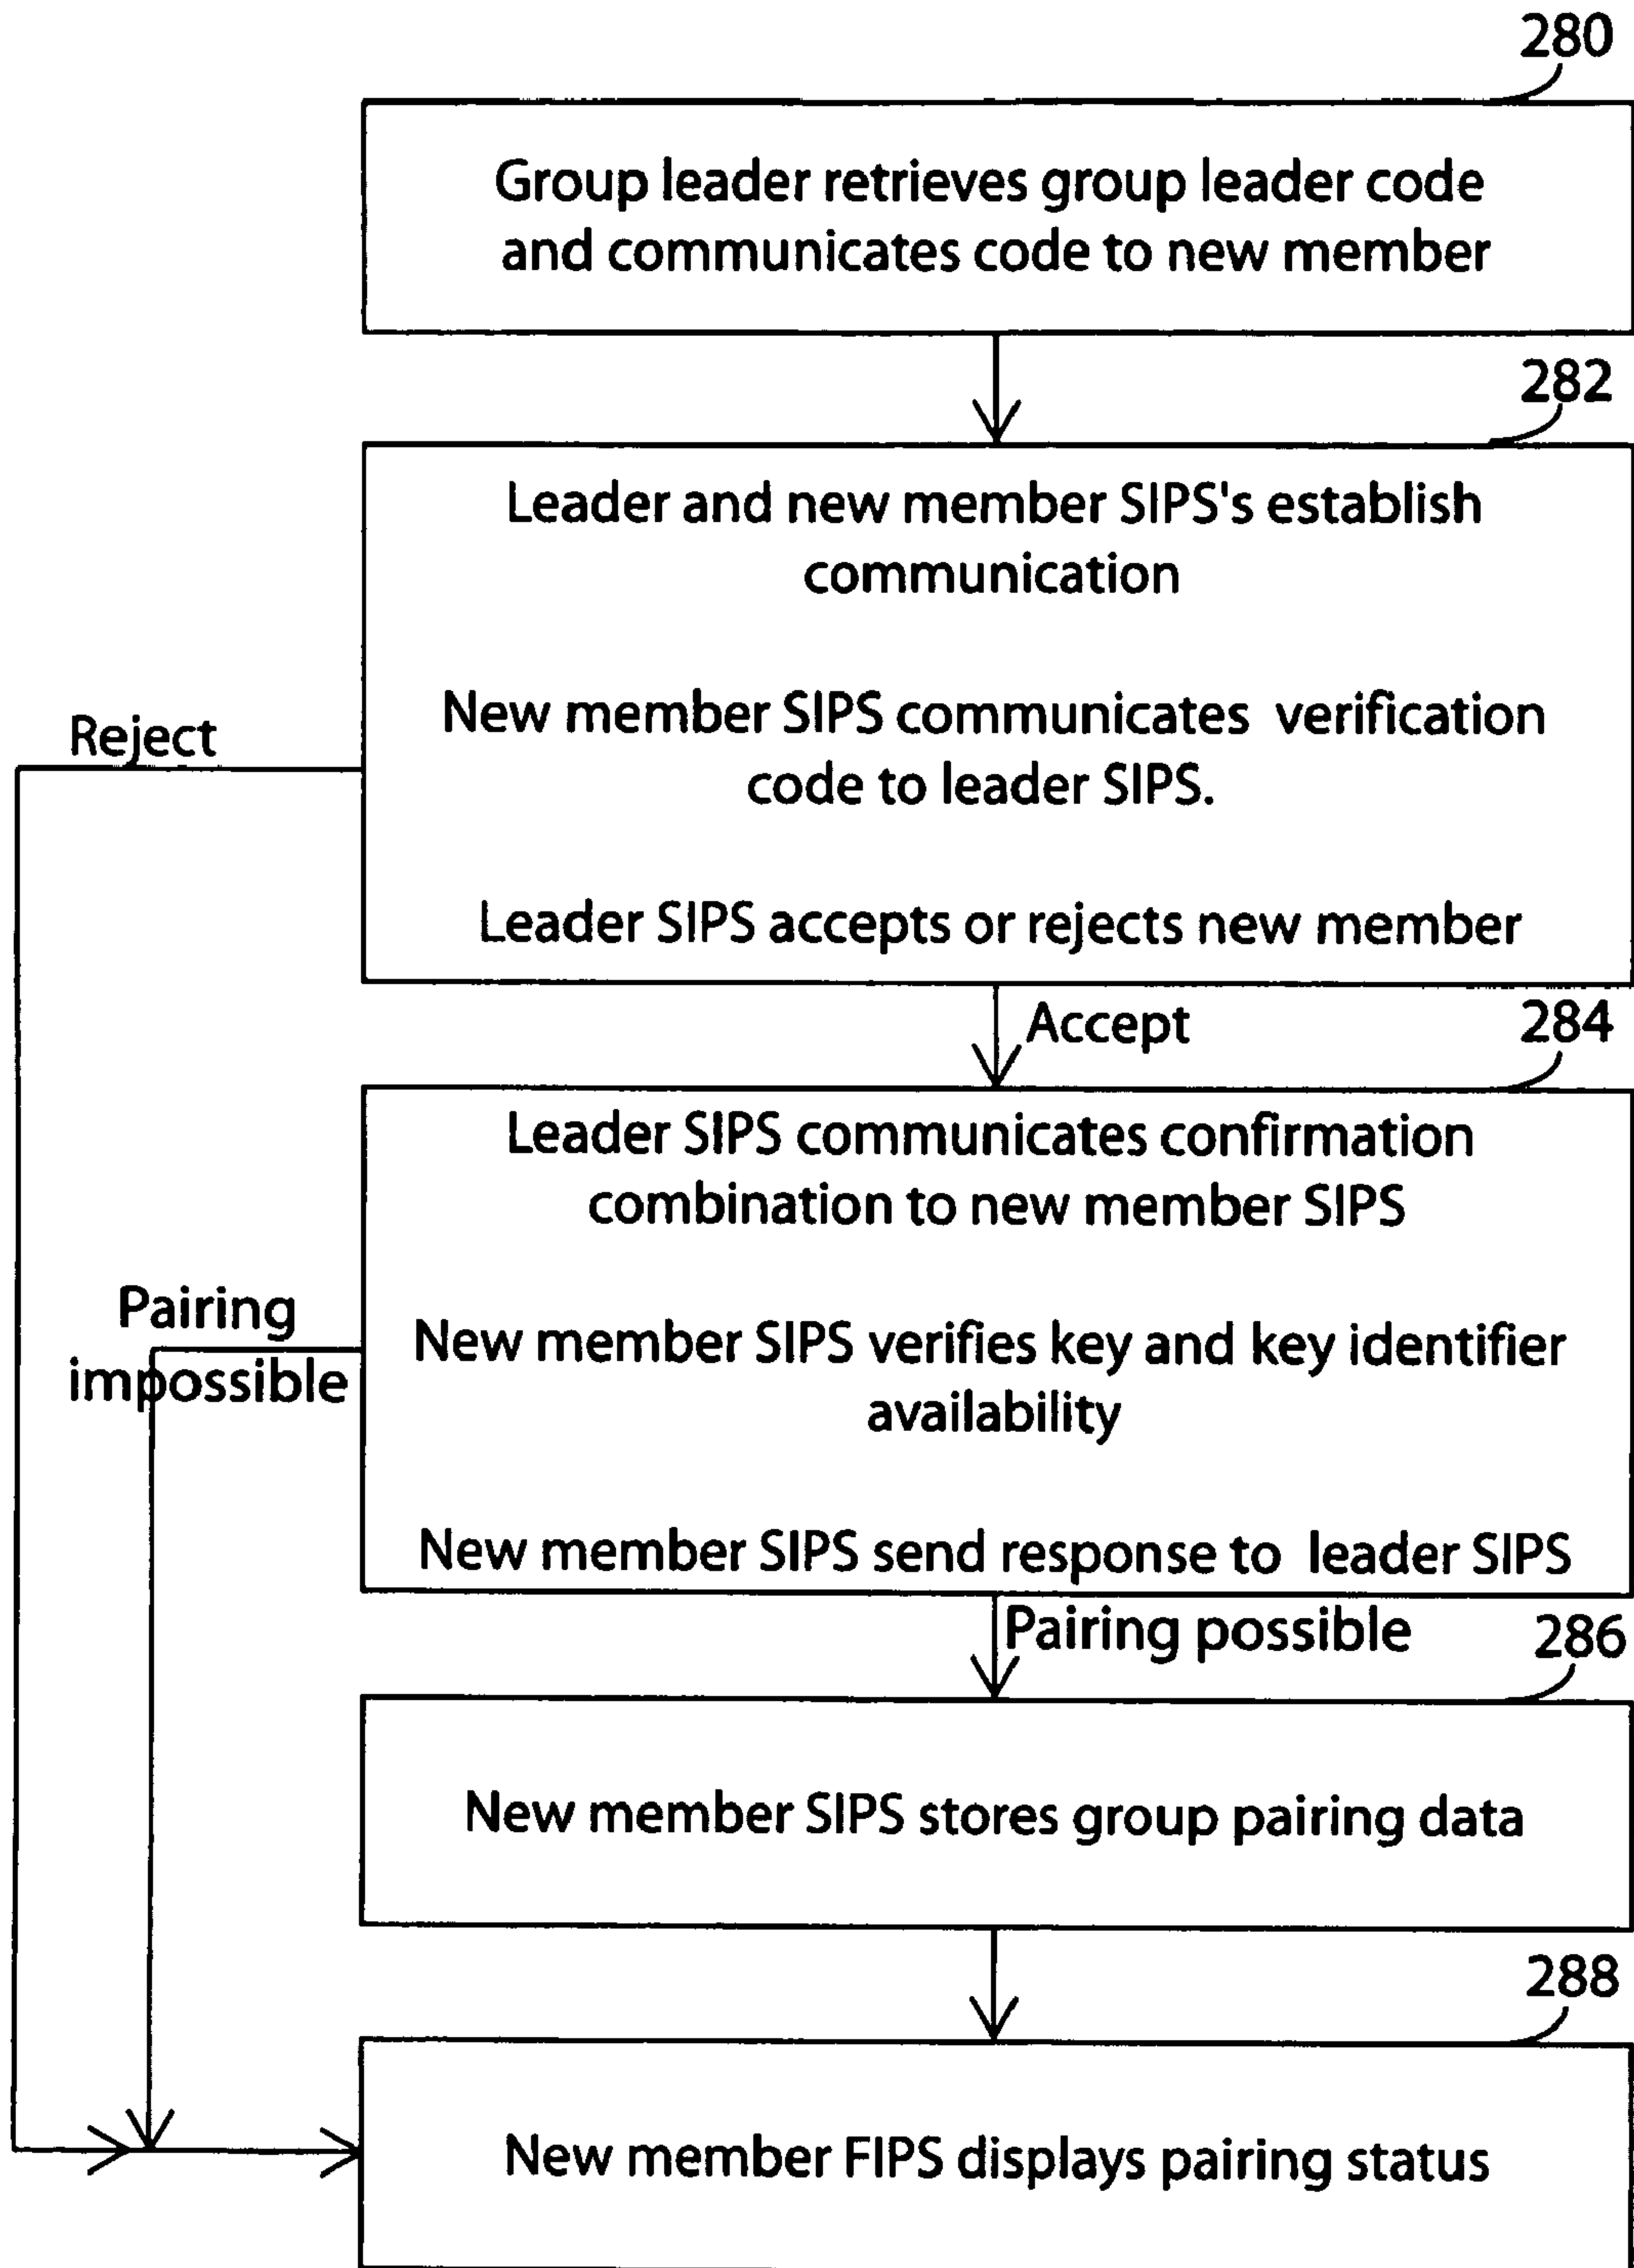 280
Group leader retrieves group leader code
and communicates code to new member
282
Leader and new member SIPS's establish
communication
New member SIPS communicates verification
code to leader SIPS.
Leader SIPS accepts or rejects new member
Reject
Accept
284
Leader SIPS communicates confirmation
combination to new member SIPS
New member SIPS verifies key and key identifier
availability
New member SIPS send response to leader SIPS
Pairing
impossible
Pairing possible
286
New member SIPS stores group pairing data
288
New member FIPS displays pairing status